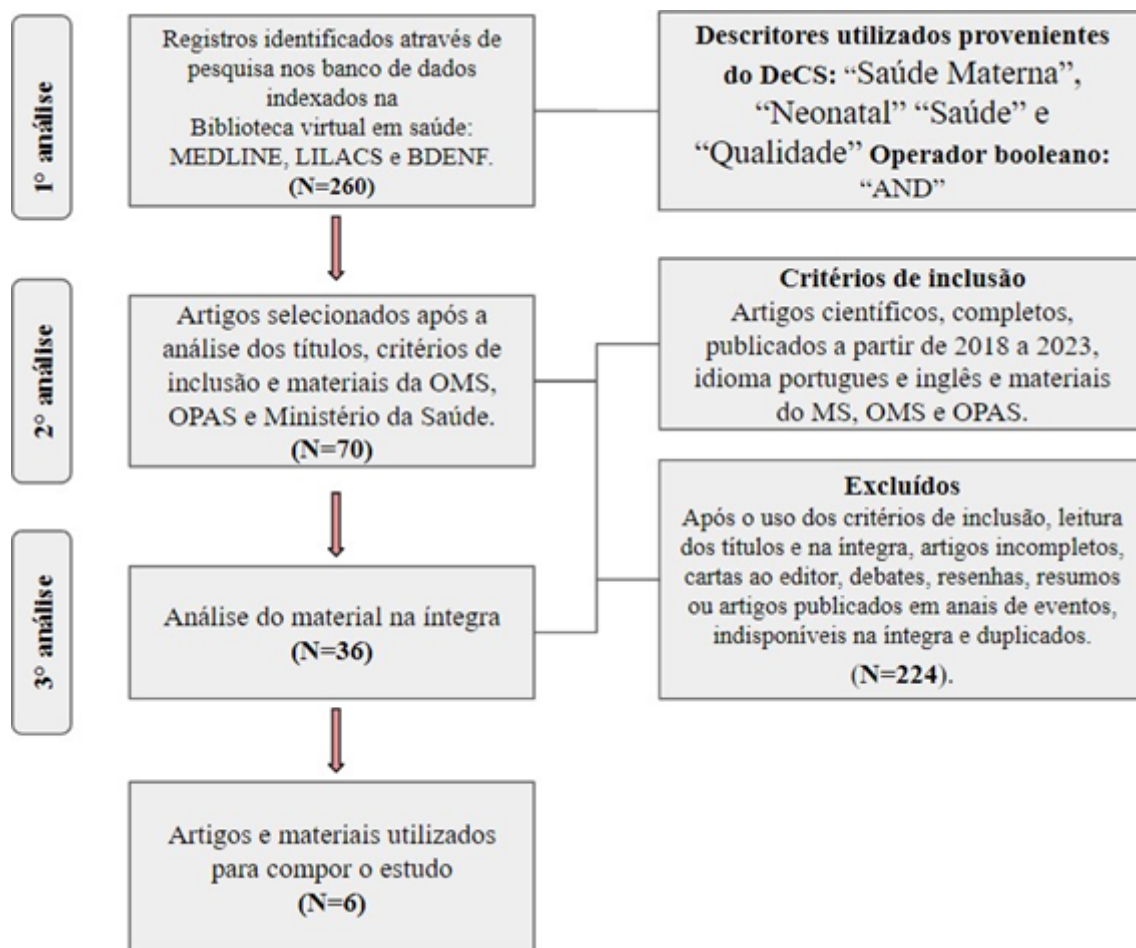 1° análise
Registros identificados através de
pesquisa nos banco de dados
indexados na
Biblioteca virtual em saúde:
MEDLINE, LILACS e BDENF.
(N=260)
Descritores utilizados provenientes
do DeCS: “Saúde Materna”,
“Neonatal” “Saúde” e
“Qualidade” Operador booleano:
“AND”
2° análise
Artigos selecionados após a
análise dos títulos, critérios de
inclusão e materiais da OMS,
OPAS e Ministério da Saúde.
(N=70)
Critérios de inclusão
Artigos científicos, completos,
publicados a partir de 2018 a 2023,
idioma portugues e inglês e materiais
do MS, OMS e OPAS.
Excluídos
Após o uso dos critérios de inclusão, leitura
dos títulos e na íntegra, artigos incompletos,
cartas ao editor, debates, resenhas, resumos
ou artigos publicados em anais de eventos,
indisponíveis na íntegra e duplicados.
(N=224).
3° análise
Análise do material na íntegra
(N=36)
Artigos e materiais utilizados
para compor o estudo
(N=6)